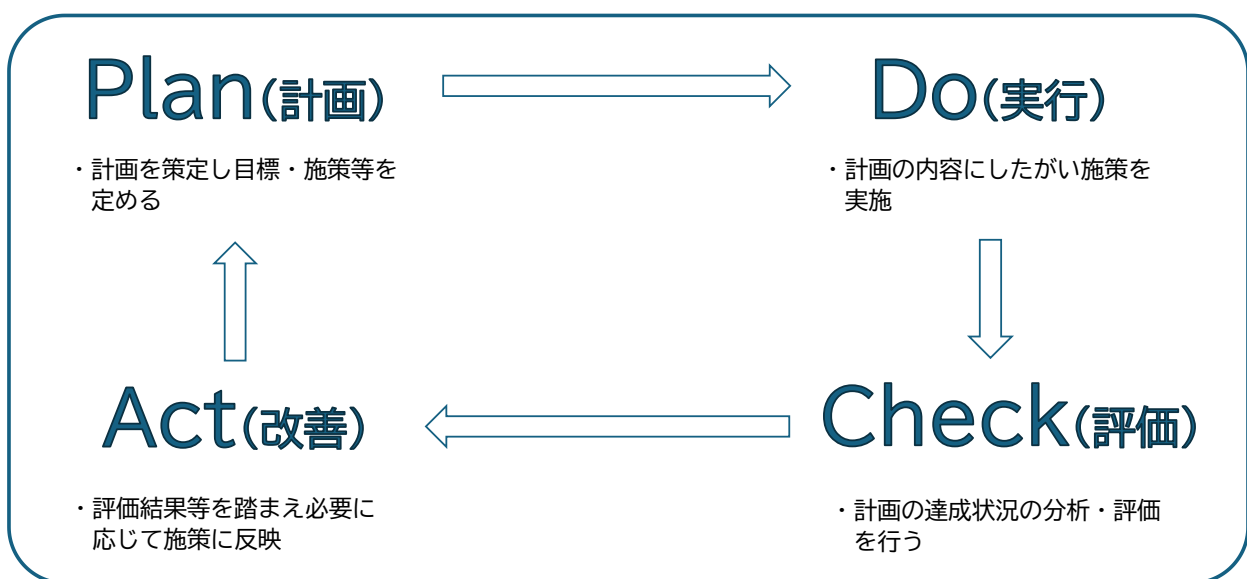 Plan(計画)
・計画を策定し目標・施策等を
定める
Do(実行)
・計画の内容にしたがい施策を
実施
Check(評価)
・計画の達成状況の分析・評価
を行う
Act(改善)
・評価結果等を踏まえ必要に
応じて施策に反映